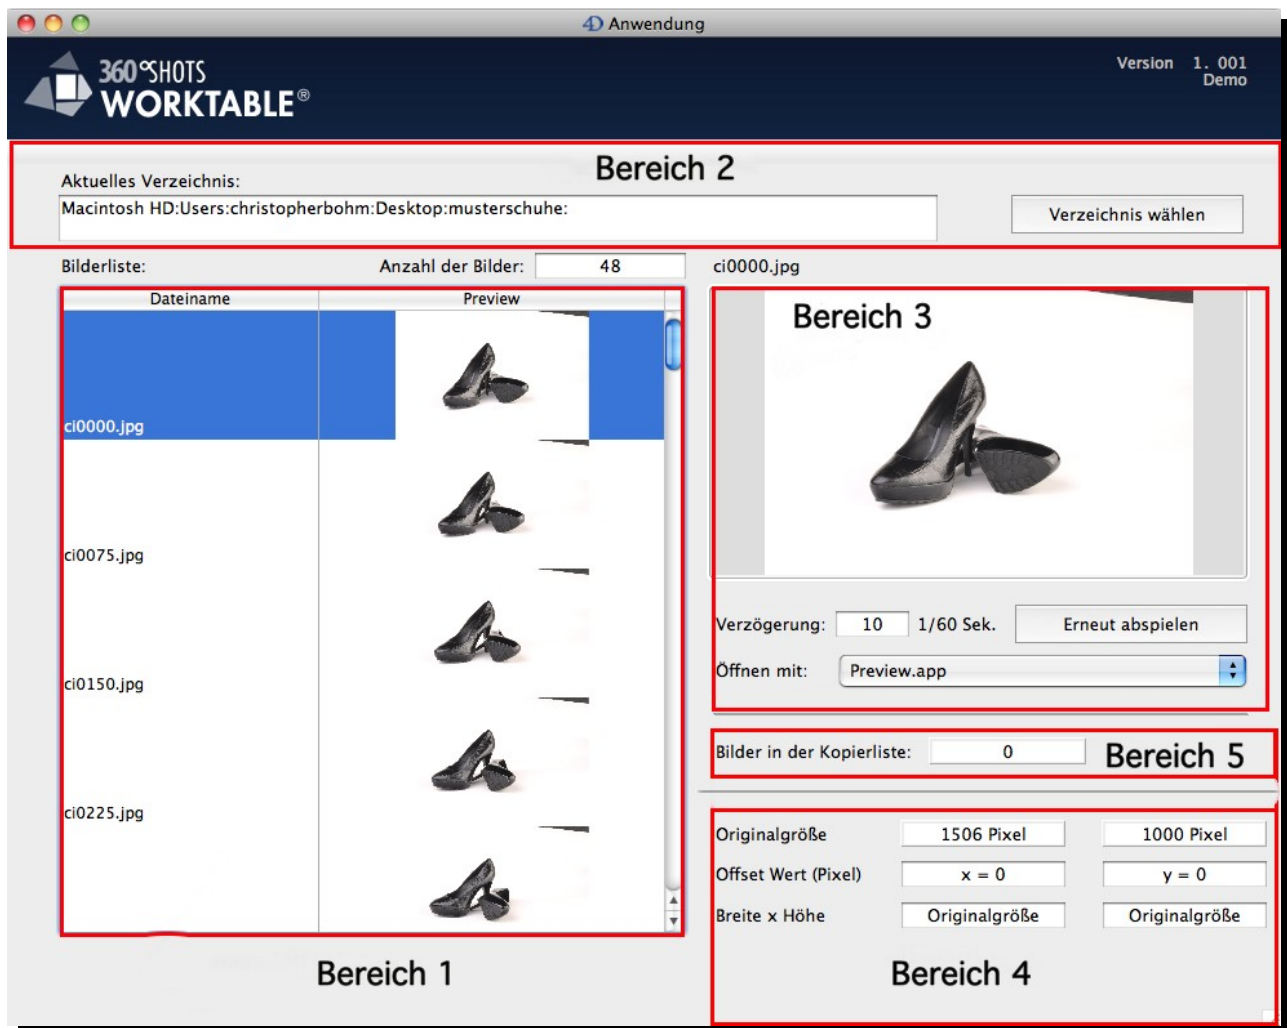 Anwendung
360°SHOTS
WORKTABLE®
Version 1. 001
Demo
Bereich 2
Aktuelles Verzeichnis:
Macintosh HD:Users:christopherbohm:Desktop:musterschuhe:
Verzeichnis wählen
Bilderliste:
Anzahl der Bilder: 48
Dateiname Preview
ci0000.jpg
ci0075.jpg
ci0150.jpg
ci0225.jpg
Bereich 1
ci0000.jpg
Bereich 3
Verzögerung: 10 1/60 Sek. Erneut abspielen
Öffnen mit: Preview.app
Bilder in der Kopierliste: 0 Bereich 5
Originalgröße 1506 Pixel 1000 Pixel
Offset Wert (Pixel) x = 0 y = 0
Breite x Höhe Originalgröße Originalgröße
Bereich 4